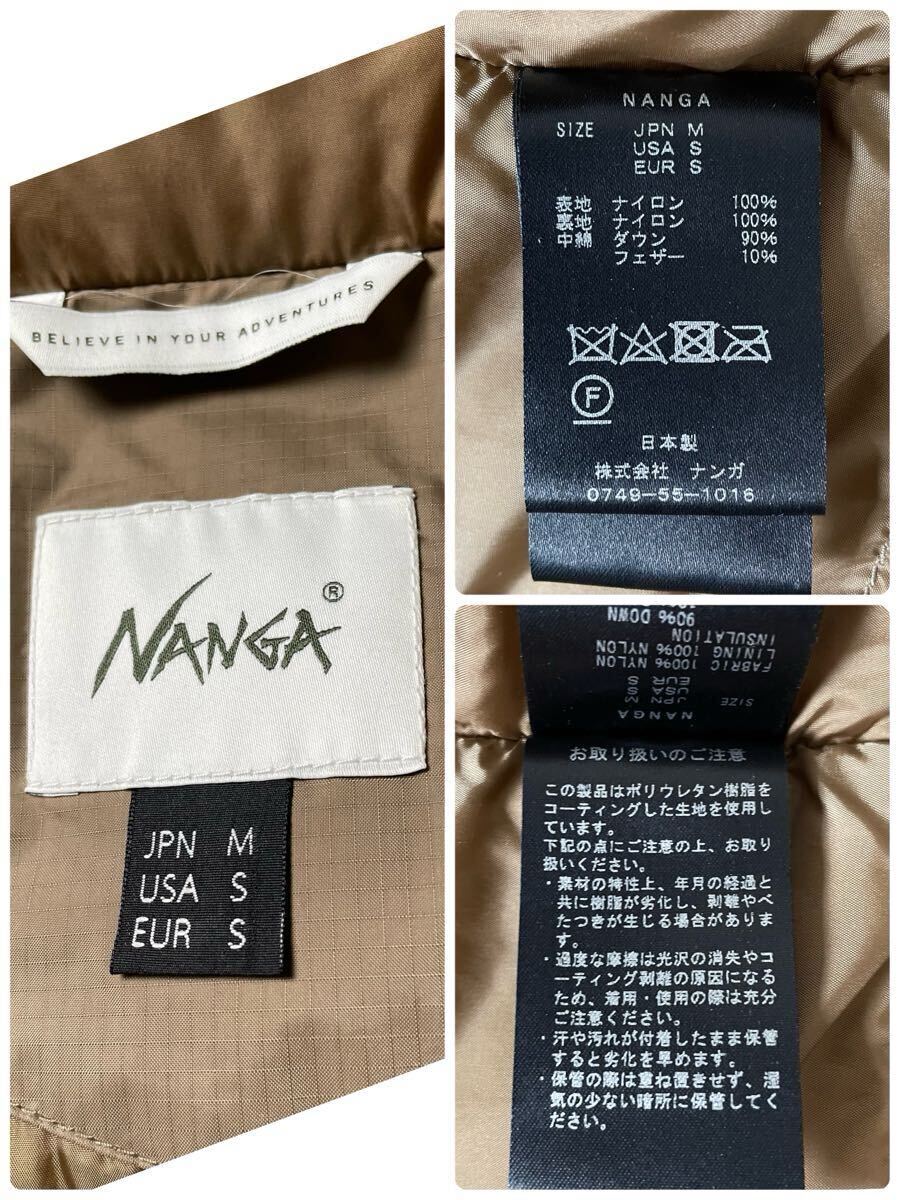 BELIEVE IN YOUR ADVENTURES
NANGA®
JPN M
USA S
EUR S
NANGA
SIZE JPN M
USA S
EUR S
表地 ナイロン 100%
裏地 ナイロン 100%
中綿 ダウン 90%
フェザー 10%
F
日本製
株式会社 ナンガ
0749-55-1016
90% DOWN
INSULATION
LINING 100% NYLON
FABRIC 100% NYLON
EUR S
USA S
SIZE JPN M
NANGA
お取り扱いのご注意
この製品はポリウレタン樹脂を
コーティングした生地を使用し
ています。
下記の点にご注意の上、お取り
扱いください。
・素材の特性上、年月の経過と
共に樹脂が劣化し、剥離やべ
たつきが生じる場合がありま
す。
・過度な摩擦は光沢の消失やコ
ーティング剥離の原因になる
ため、着用・使用の際は充分
ご注意ください。
・汗や汚れが付着したまま保管
すると劣化を早めます。
・保管の際は重ね置きせず、湿
気の少ない暗所に保管してく
ださい。